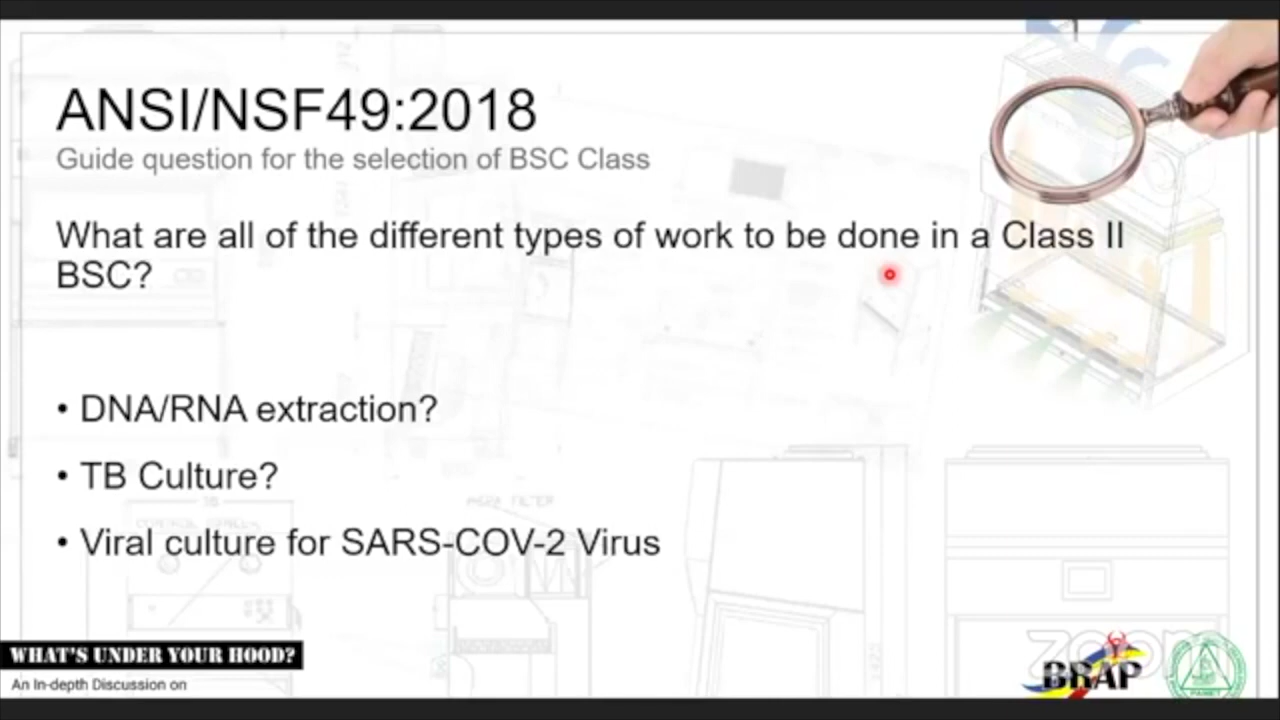 ANSI/NSF49:2018
Guide question for the selection of BSC Class
What are all of the different types of work to be done in a Class II
BSC?
• DNA/RNA extraction?
• TB Culture?
• Viral culture for SARS-COV-2 Virus
WHAT'S UNDER YOUR HOOD?
An In-depth Discussion on
zoom
BRAP